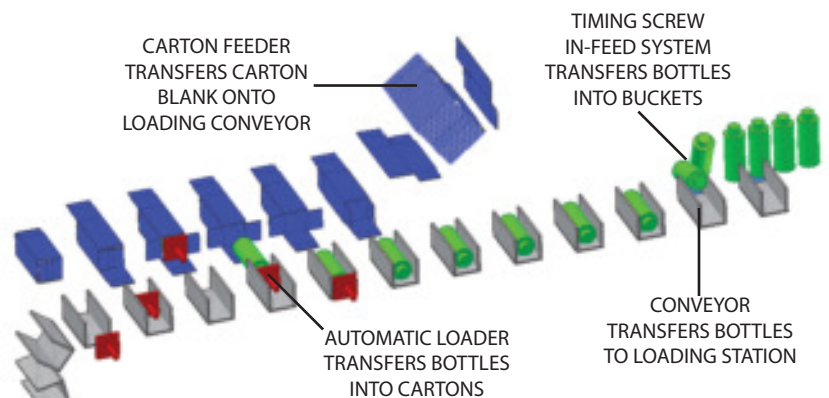 CARTON FEEDER
TRANSFERS CARTON
BLANK ONTO
LOADING CONVEYOR
TIMING SCREW
IN-FEED SYSTEM
TRANSFERS BOTTLES
INTO BUCKETS
AUTOMATIC LOADER
TRANSFERS BOTTLES
INTO CARTONS
CONVEYOR
TRANSFERS BOTTLES
TO LOADING STATION